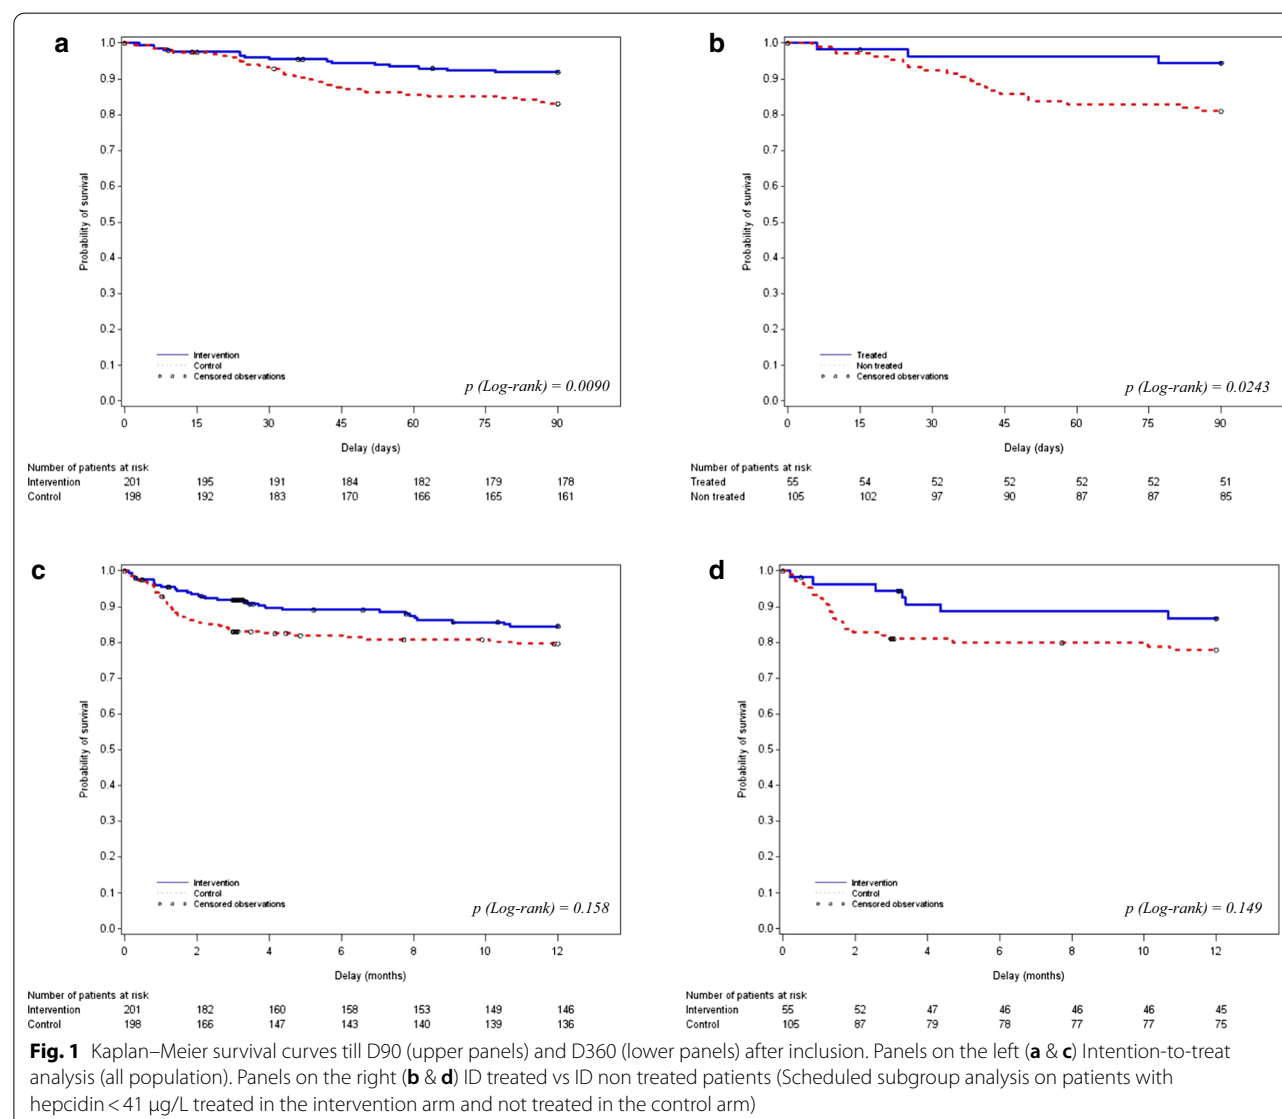 a
1.0
0.9
0.8
0.7
0.6
0.5
0.4
0.3
0.2
0.1
0.0
Probability of survival
Intervention
Control
Censored observations
p (Log-rank) = 0.0090
0 15 30 45 60 75 90
Delay (days)
Number of patients at risk
Intervention 201 195 191 184 182 179 178
Control 198 192 183 170 166 165 161
b
1.0
0.9
0.8
0.7
0.6
0.5
0.4
0.3
0.2
0.1
0.0
Probability of survival
Treated
Non treated
Censored observations
p (Log-rank) = 0.0243
0 15 30 45 60 75 90
Delay (days)
Number of patients at risk
Treated 55 54 52 52 52 52 51
Non treated 105 102 97 90 87 87 85
c
1.0
0.9
0.8
0.7
0.6
0.5
0.4
0.3
0.2
0.1
0.0
Probability of survival
Intervention
Control
Censored observations
p (Log-rank) = 0.158
0 2 4 6 8 10 12
Delay (months)
Number of patients at risk
Intervention 201 182 160 158 153 149 146
Control 198 166 147 143 140 139 136
d
1.0
0.9
0.8
0.7
0.6
0.5
0.4
0.3
0.2
0.1
0.0
Probability of survival
Intervention
Control
Censored observations
p (Log-rank) = 0.149
0 2 4 6 8 10 12
Delay (months)
Number of patients at risk
Intervention 55 52 47 46 46 46 45
Control 105 87 79 78 77 77 75
Fig. 1 Kaplan–Meier survival curves till D90 (upper panels) and D360 (lower panels) after inclusion. Panels on the left (a & c) Intention-to-treat
analysis (all population). Panels on the right (b & d) ID treated vs ID non treated patients (Scheduled subgroup analysis on patients with
hepcidin < 41 µg/L treated in the intervention arm and not treated in the control arm)